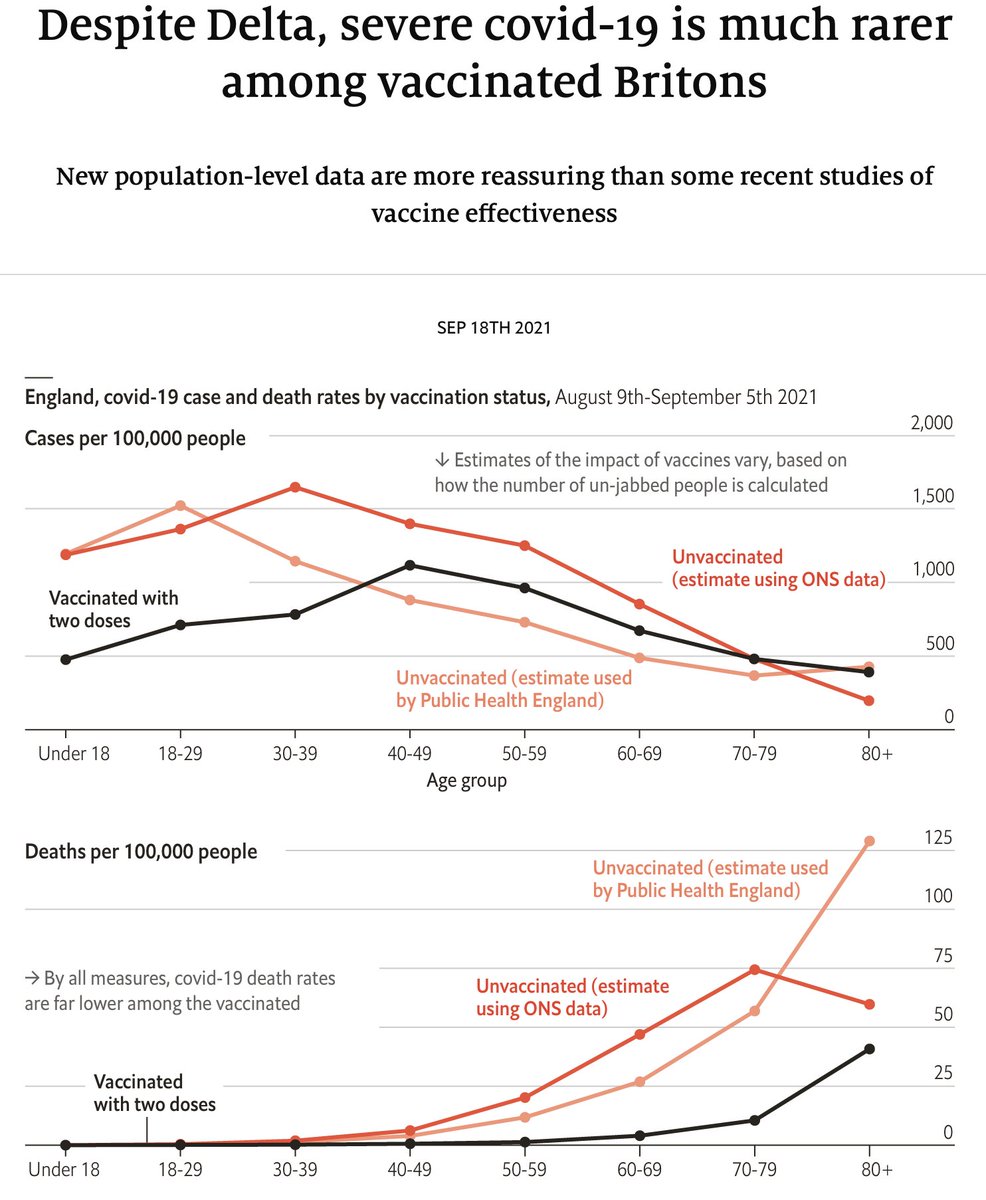 Despite Delta, severe covid-19 is much rarer
among vaccinated Britons
New population-level data are more reassuring than some recent studies of
vaccine effectiveness
SEP 18TH 2021
England, covid-19 case and death rates by vaccination status, August 9th-September 5th 2021
Cases per 100,000 people
2,000
↓ Estimates of the impact of vaccines vary, based on
how the number of un-jabbed people is calculated
1,500
Unvaccinated
(estimate using ONS data)
1,000
Vaccinated with
two doses
500
Unvaccinated (estimate used
by Public Health England)
0
Under 18 18-29 30-39 40-49 50-59 60-69 70-79 80+
Age group
Deaths per 100,000 people
125
Unvaccinated (estimate used
by Public Health England)
100
75
→ By all measures, covid-19 death rates
are far lower among the vaccinated
Unvaccinated (estimate
using ONS data)
50
25
Vaccinated
with two doses
0
Under 18 18-29 30-39 40-49 50-59 60-69 70-79 80+